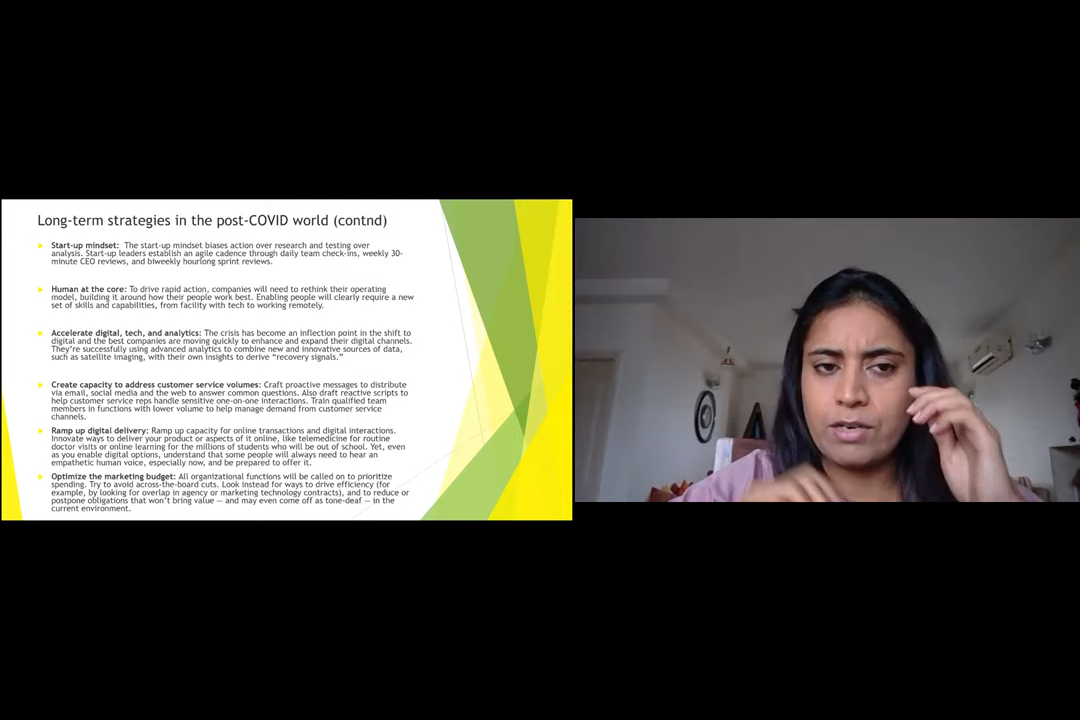 Long-term strategies in the post-COVID world (contnd)
Start-up mindset: The start-up mindset biases action over research and testing over
analysis. Start-up leaders establish an agile cadence through daily team check-ins, weekly 30-
minute CEO reviews, and biweekly hourlong sprint reviews.
Human at the core: To drive rapid action, companies will need to rethink their operating
model, building it around how their people work best. Enabling people will clearly require a new
set of skills and capabilities, from facility with tech to working remotely.
Accelerate digital, tech, and analytics: The crisis has become an inflection point in the shift to
digital and the best companies are moving quickly to enhance and expand their digital channels.
They're successfully using advanced analytics to combine new and innovative sources of data,
such as satellite imaging, with their own insights to derive “recovery signals.”
Create capacity to address customer service volumes: Craft proactive messages to distribute
via email, social media and the web to answer common questions. Also draft reactive scripts to
help customer service reps handle sensitive one-on-one interactions. Train qualified team
members in functions with lower volume to help manage demand from customer service
channels.
Ramp up digital delivery: Ramp up capacity for online transactions and digital interactions.
Innovate ways to deliver your product or aspects of it online, like telemedicine for routine
doctor visits or online learning for the millions of students who will be out of school. Yet, even
as you enable digital options, understand that some people will always need to hear an
empathetic human voice, especially now, and be prepared to offer it.
Optimize the marketing budget: All organizational functions will be called on to prioritize
spending. Try to avoid across-the-board cuts. Look instead for ways to drive efficiency (for
example, by looking for overlap in agency or marketing technology contracts), and to reduce or
postpone obligations that won't bring value — and may even come off as tone-deaf — in the
current environment.